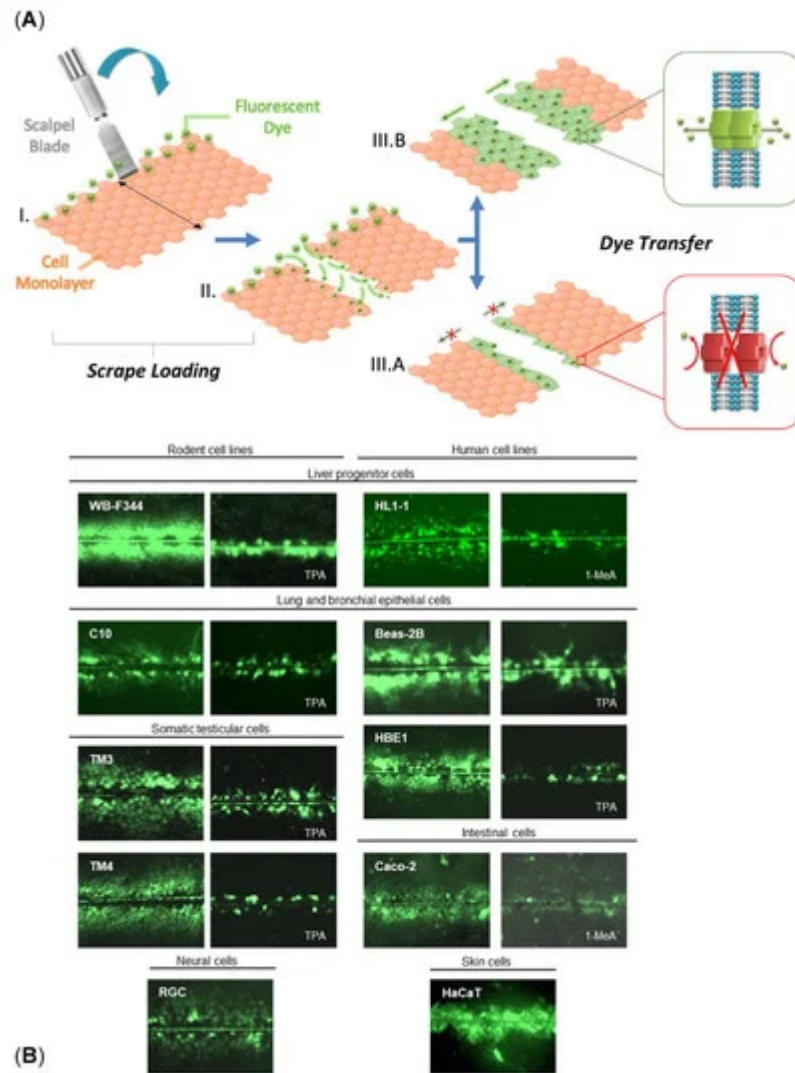 (A)
Scalpel
Blade
Fluorescent
Dye
I.
Cell
Monolayer
Scrape Loading
II.
III.B
Dye Transfer
III.A
Rodent cell lines
Human cell lines
Liver progenitor cells
WB-F344
TPA
HL1-1
1-MeA
Lung and bronchial epithelial cells
C10
TPA
Beas-2B
TPA
Somatic testicular cells
HBE1
TPA
TM3
TPA
Intestinal cells
TM4
TPA
Caco-2
1-MeA
Neural cells
Skin cells
RGC
HaCaT
(B)